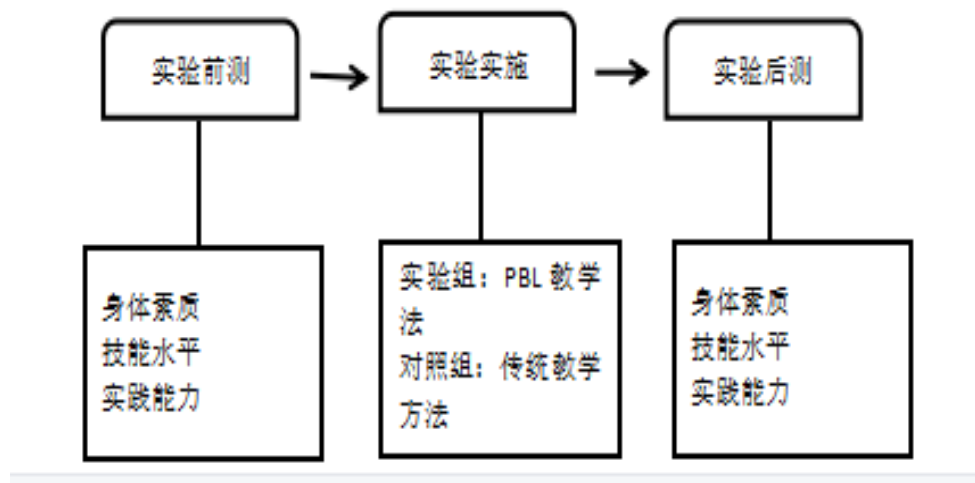 实验前测
实验实施
实验后测
身体素质
技能水平
实践能力
实验组：PBL 教学
法
对照组：传统教学
方法
身体素质
技能水平
实践能力